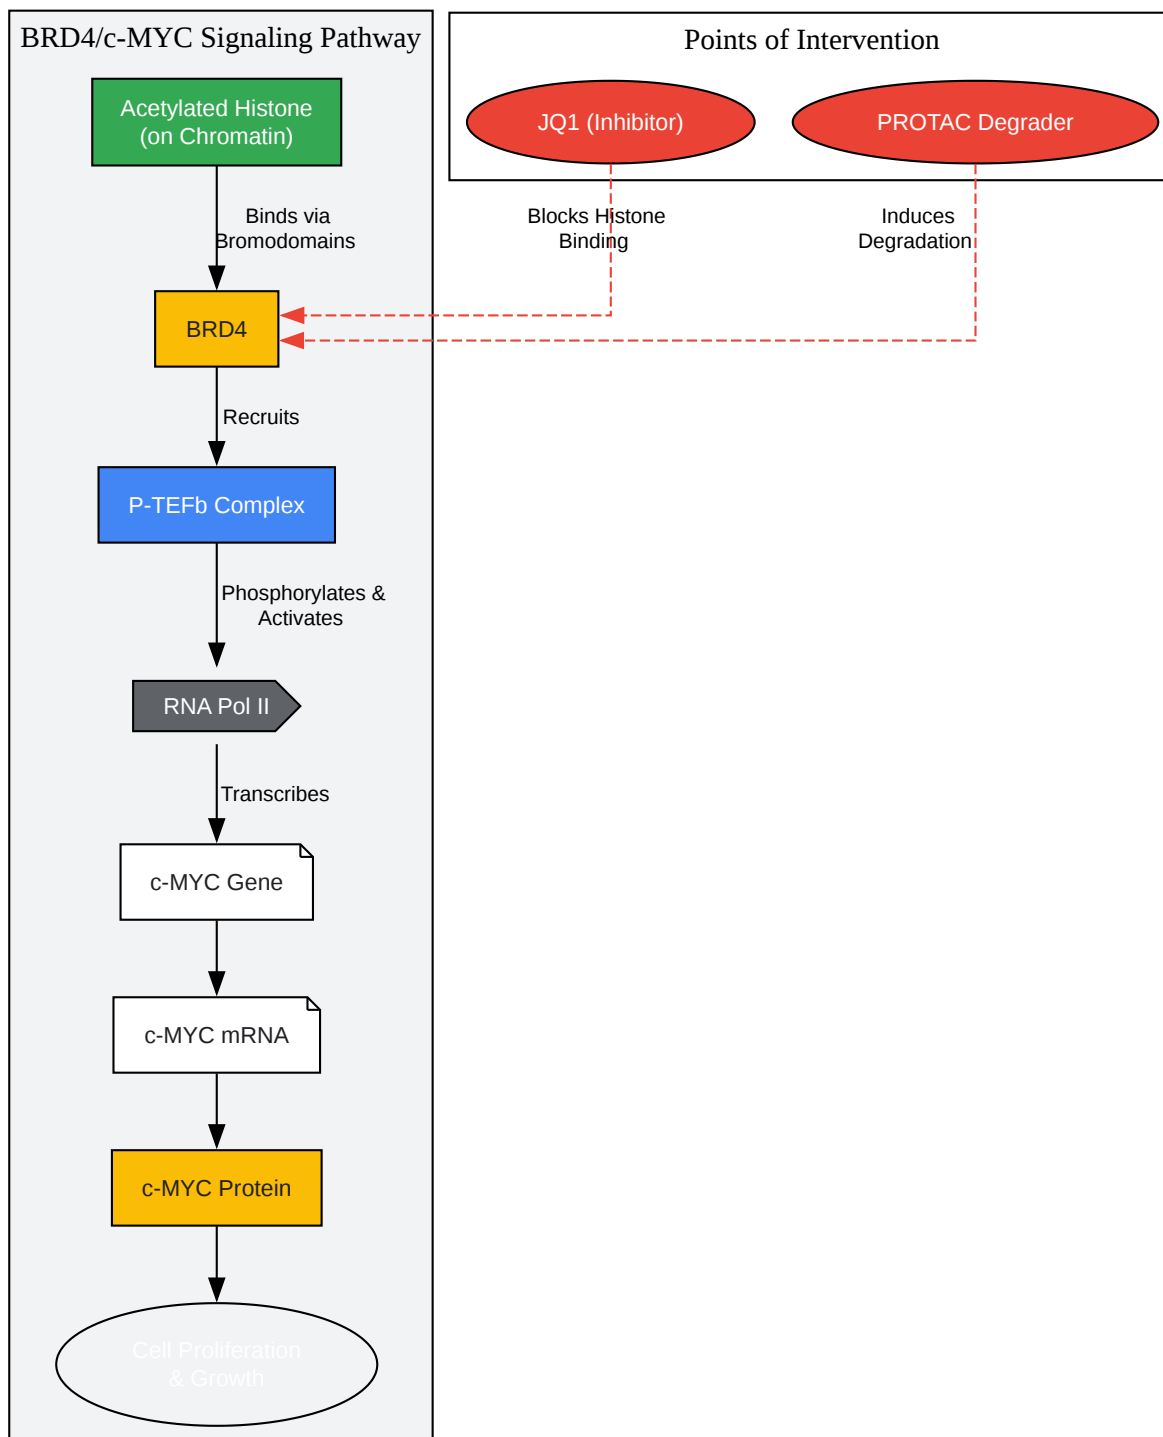 BRD4/c-MYC Signaling Pathway
Acetylated Histone
(on Chromatin)
Binds via
Bromodomains
BRD4
Recruits
P-TEFb Complex
Phosphorylates &
Activates
RNA Pol II
Transcribes
c-MYC Gene
c-MYC mRNA
c-MYC Protein
Cell Proliferation
& Growth
Points of Intervention
JQ1 (Inhibitor)
Blocks Histone
Binding
PROTAC Degrader
Induces
Degradation